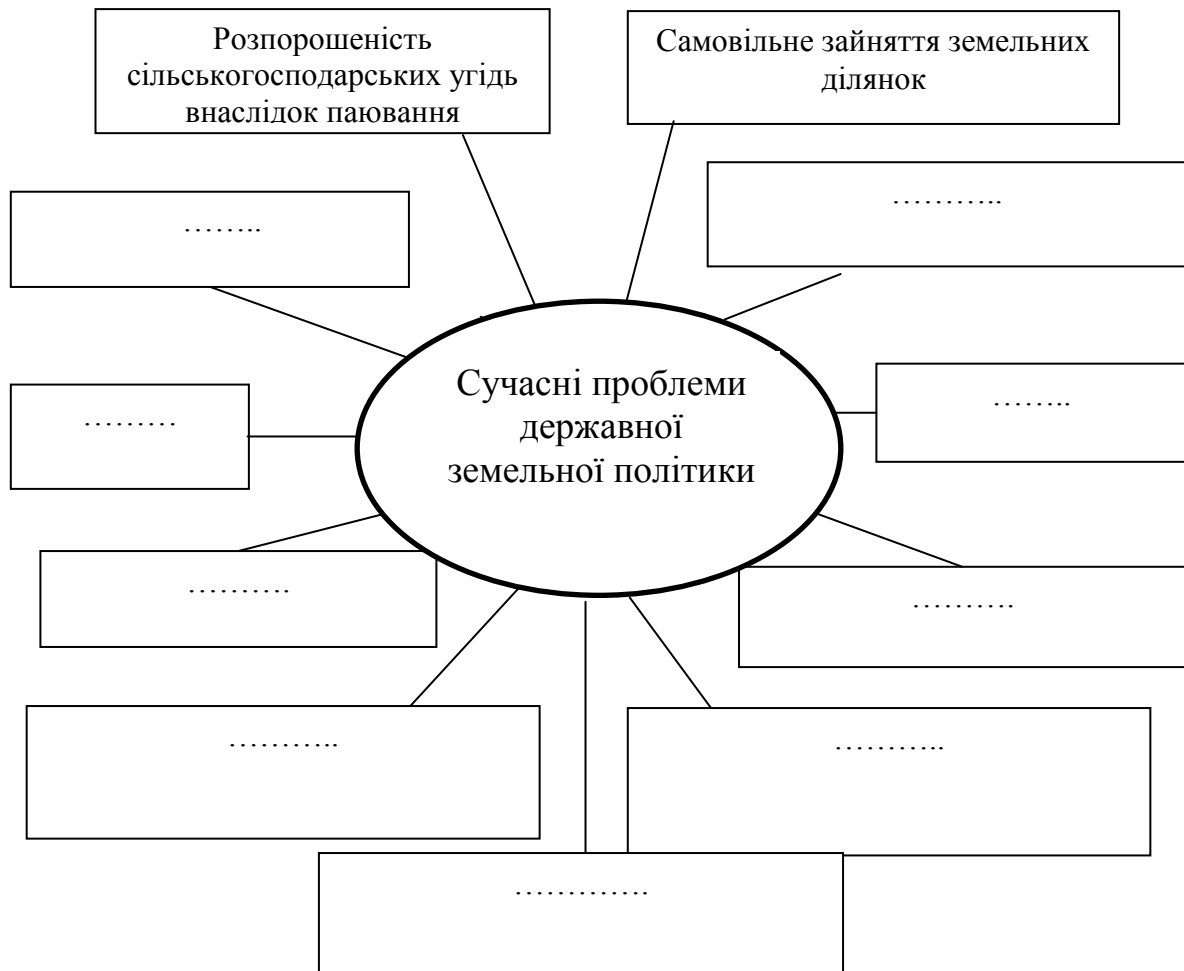 Розпорошеність
сільськогосподарських угідь
внаслідок паювання
Самовільне зайняття земельних
ділянок
……..
………..
Сучасні проблеми
державної
земельної політики
………
……..
……….
……….
………..
………..
………….